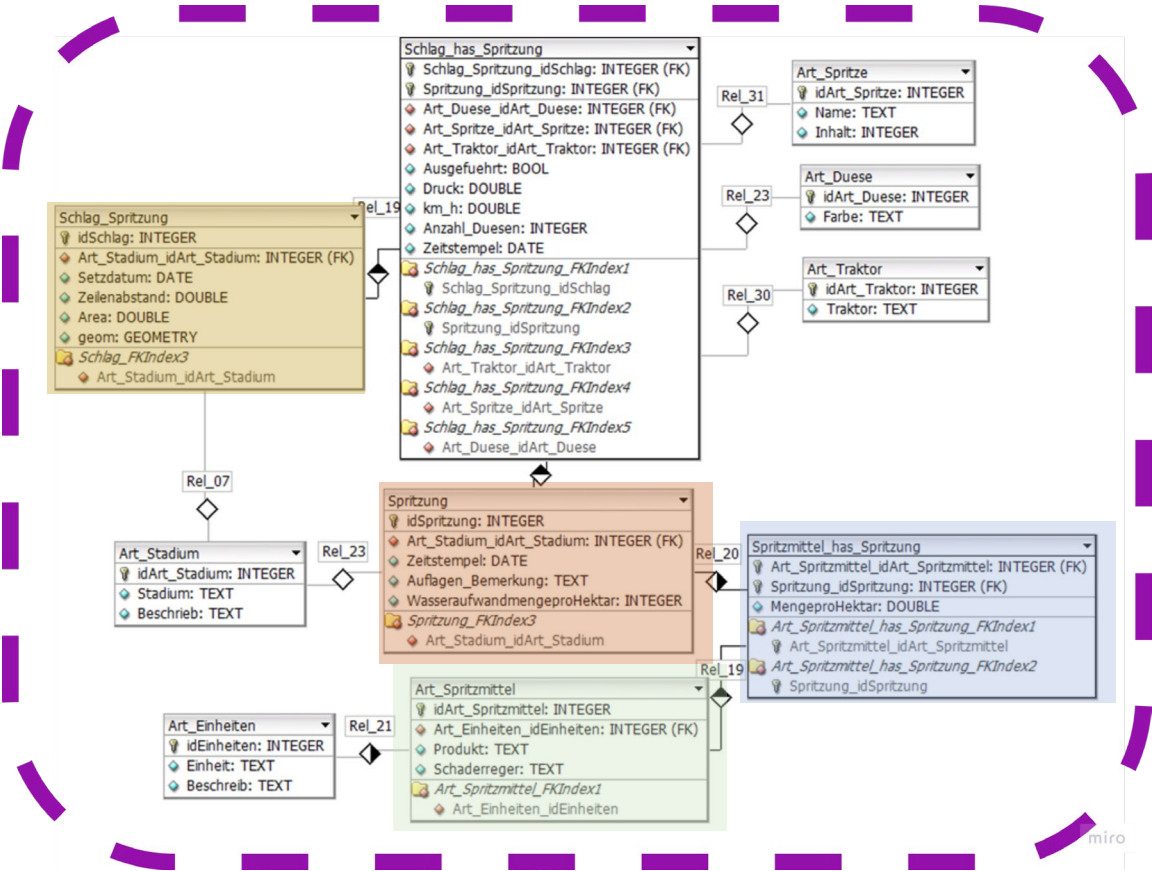 Schlag_has_Spritzung
Schlag_Spritzung_idSchlag: INTEGER (FK)
Spritzung_idSpritzung: INTEGER (FK)
Art_Duese_idArt_Duese: INTEGER (FK)
Art_Spritze_idArt_Spritze: INTEGER (FK)
Art_Traktor_idArt_Traktor: INTEGER (FK)
Ausgefuehrt: BOOL
Druck: DOUBLE
km_h: DOUBLE
Anzahl_Duesen: INTEGER
Zeitstempel: DATE
Schlag_has_Spritzung_FKIndex1
Schlag_Spritzung_idSchlag
Schlag_has_Spritzung_FKIndex2
Spritzung_idSpritzung
Schlag_has_Spritzung_FKIndex3
Art_Traktor_idArt_Traktor
Schlag_has_Spritzung_FKIndex4
Art_Spritze_idArt_Spritze
Schlag_has_Spritzung_FKIndex5
Art_Duese_idArt_Duese
Rel_31
Art_Spritze
idArt_Spritze: INTEGER
Name: TEXT
Inhalt: INTEGER
Rel_23
Art_Duese
idArt_Duese: INTEGER
Farbe: TEXT
Rel_30
Art_Traktor
idArt_Traktor: INTEGER
Traktor: TEXT
Rel_19
Schlag_Spritzung
idSchlag: INTEGER
Art_Stadium_idArt_Stadium: INTEGER (FK)
Setzdatum: DATE
Zeilenabstand: DOUBLE
Area: DOUBLE
geom: GEOMETRY
Schlag_FKIndex3
Art_Stadium_idArt_Stadium
Rel_07
Art_Stadium
idArt_Stadium: INTEGER
Stadium: TEXT
Beschrieb: TEXT
Rel_23
Spritzung
idSpritzung: INTEGER
Art_Stadium_idArt_Stadium: INTEGER (FK)
Zeitstempel: DATE
Auflagen_Bemerkung: TEXT
WasseraufwandmengeproHektar: INTEGER
Spritzung_FKIndex3
Art_Stadium_idArt_Stadium
Rel_20
Spritzmittel_has_Spritzung
Art_Spritzmittel_idArt_Spritzmittel: INTEGER (FK)
Spritzung_idSpritzung: INTEGER (FK)
MengeproHektar: DOUBLE
Art_Spritzmittel_has_Spritzung_FKIndex1
Art_Spritzmittel_idArt_Spritzmittel
Art_Spritzmittel_has_Spritzung_FKIndex2
Spritzung_idSpritzung
Rel_19
Art_Spritzmittel
idArt_Spritzmittel: INTEGER
Art_Einheiten_idEinheiten: INTEGER (FK)
Produkt: TEXT
Schaderreger: TEXT
Art_Spritzmittel_FKIndex1
Art_Einheiten_idEinheiten
Rel_21
Art_Einheiten
idEinheiten: INTEGER
Einheit: TEXT
Beschreib: TEXT
miro